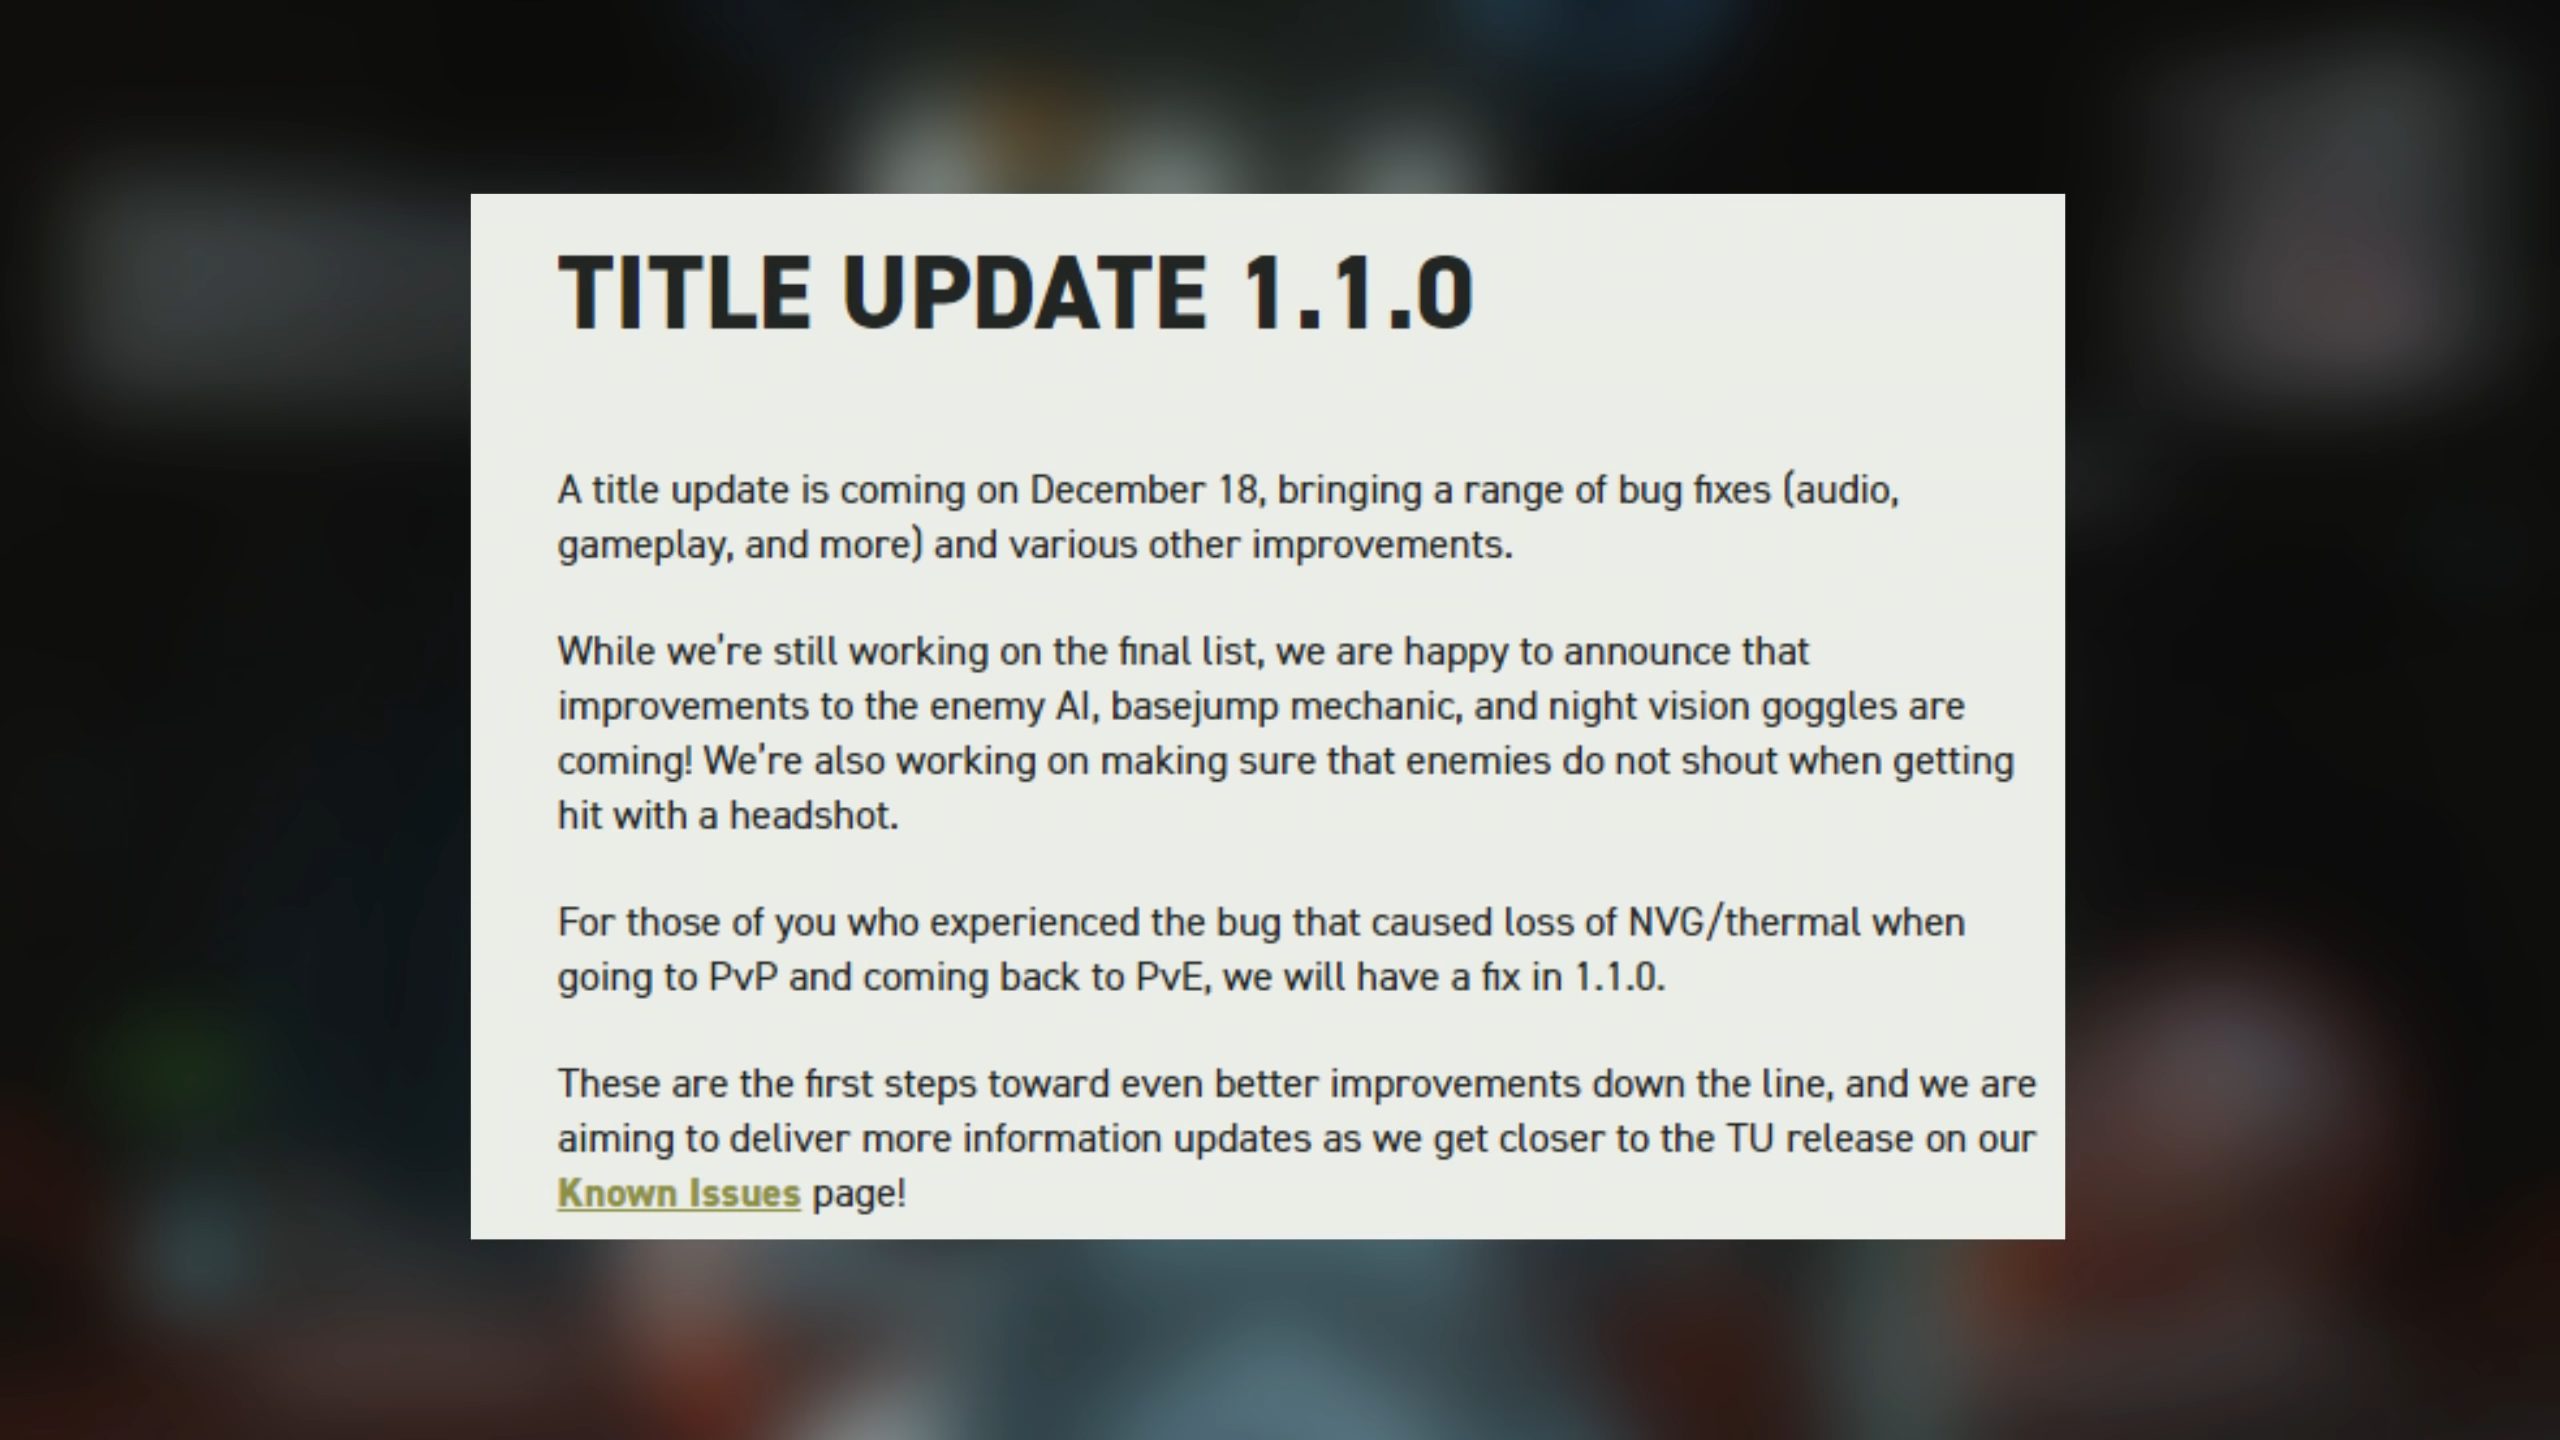 TITLE UPDATE 1.1.0
A title update is coming on December 18, bringing a range of bug fixes (audio,
gameplay, and more) and various other improvements.
While we're still working on the final list, we are happy to announce that
improvements to the enemy AI, basejump mechanic, and night vision goggles are
coming! We're also working on making sure that enemies do not shout when getting
hit with a headshot.
For those of you who experienced the bug that caused loss of NVG/thermal when
going to PvP and coming back to PvE, we will have a fix in 1.1.0.
These are the first steps toward even better improvements down the line, and we are
aiming to deliver more information updates as we get closer to the TU release on our
Known Issues page!